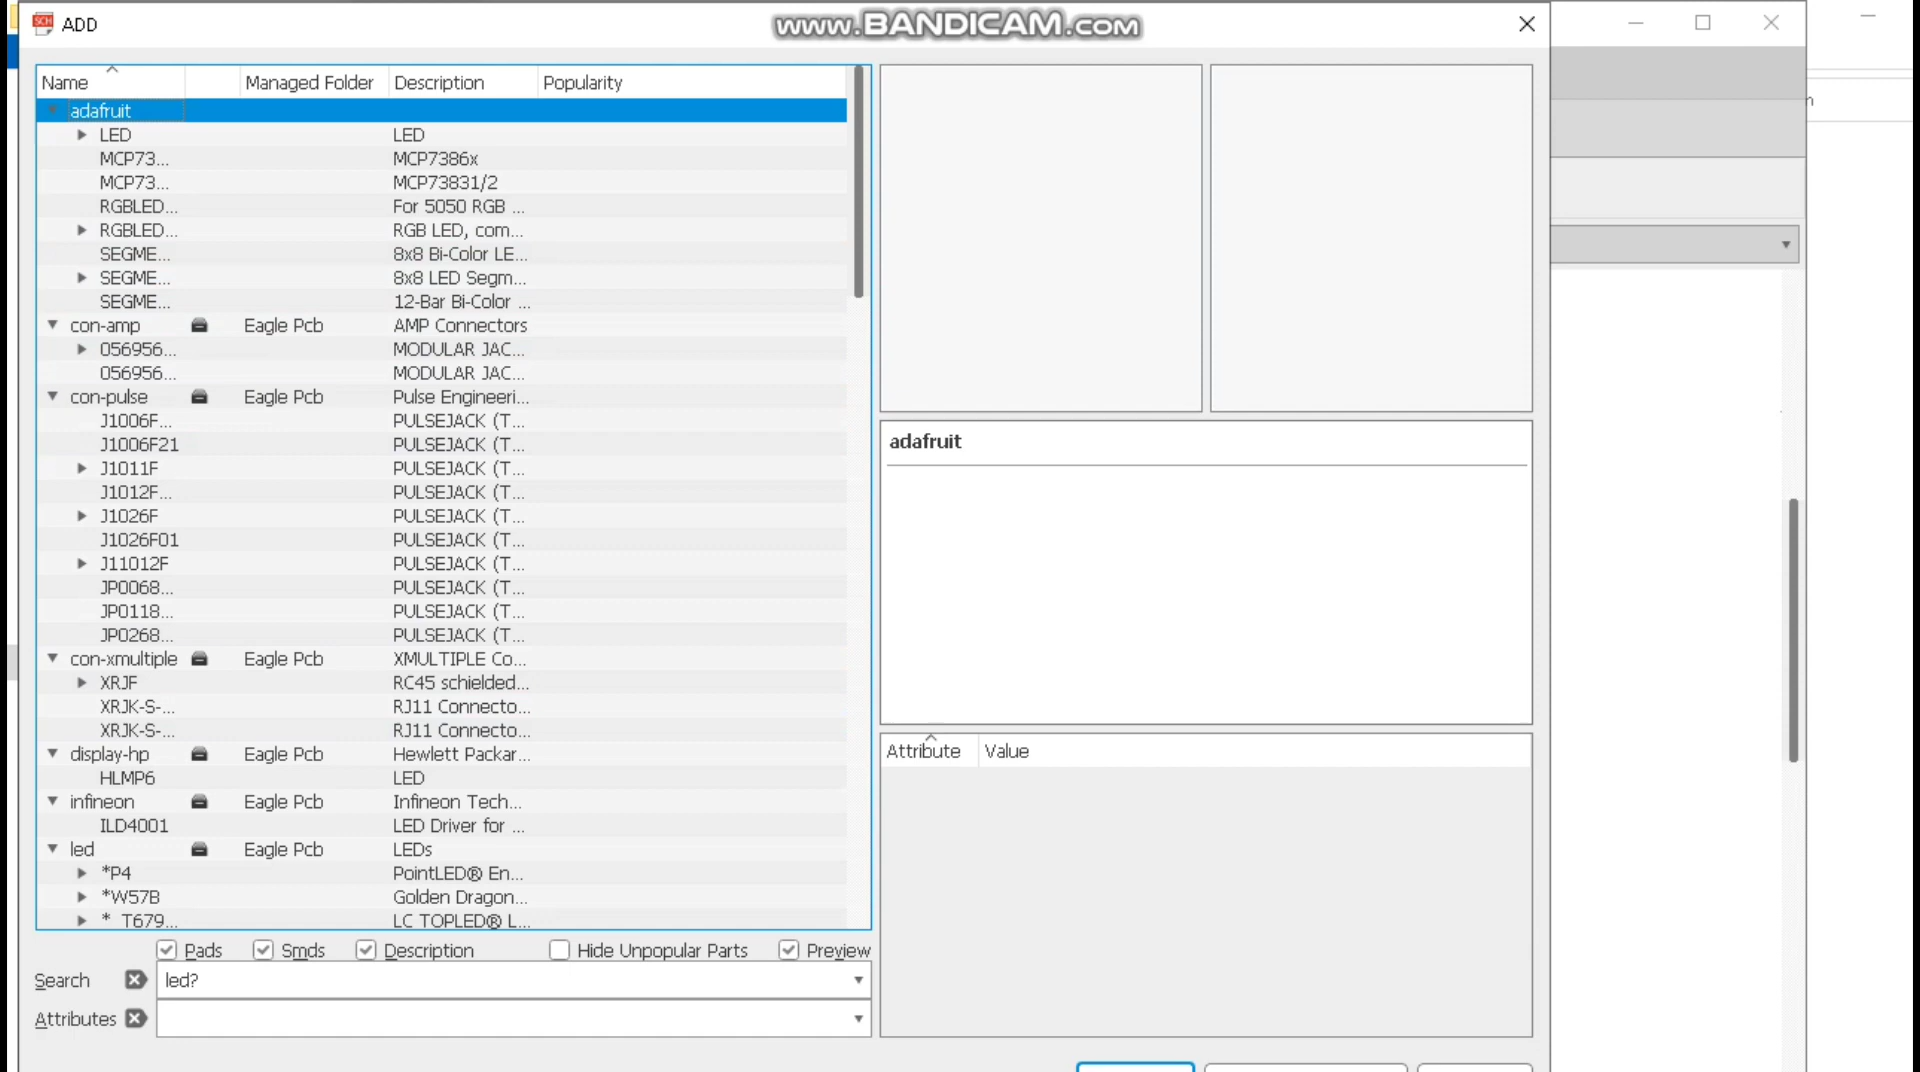 SCH ADD
www.BANDICAM.com
Name Managed Folder Description Popularity
adafruit
LED LED
MCP73... MCP7386x
MCP73... MCP73831/2
RGBLED... For 5050 RGB ...
RGBLED... RGB LED, com...
SEGME... 8x8 Bi-Color LE...
SEGME... 8x8 LED Segm...
SEGME... 12-Bar Bi-Color ...
con-amp Eagle Pcb AMP Connectors
056956... MODULAR JAC...
056956... MODULAR JAC...
con-pulse Eagle Pcb Pulse Engineeri...
J1006F... PULSEJACK (T...
J1006F21 PULSEJACK (T...
J1011F PULSEJACK (T...
J1012F... PULSEJACK (T...
J1026F PULSEJACK (T...
J1026F01 PULSEJACK (T...
J11012F PULSEJACK (T...
JP0068... PULSEJACK (T...
JP0118... PULSEJACK (T...
JP0268... PULSEJACK (T...
con-xmultiple Eagle Pcb XMULTIPLE Co...
XRJF RC45 schielded...
XRJK-S-... RJ11 Connecto...
XRJK-S-... RJ11 Connecto...
display-hp Eagle Pcb Hewlett Packar...
HLMP6 LED
infineon Eagle Pcb Infineon Tech...
ILD4001 LED Driver for ...
led Eagle Pcb LEDs
*P4 PointLED® En...
*W57B Golden Dragon...
*_T679... LC TOPLED® L...
Pads Smds Description Hide Unpopular Parts Preview
Search led?
Attributes
adafruit
Attribute Value